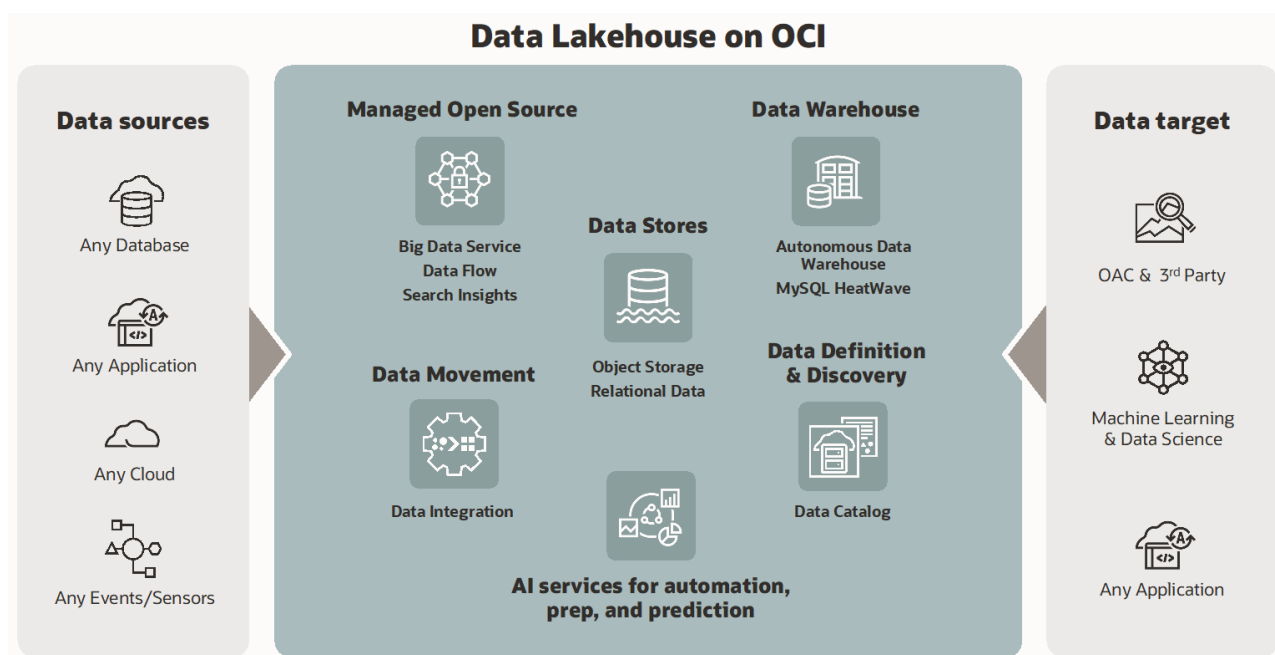 Data Lakehouse on OCI
Data sources
Any Database
Any Application
Any Cloud
Any Events/Sensors
Managed Open Source
Big Data Service
Data Flow
Search Insights
Data Movement
Data Integration
Data Stores
Object Storage
Relational Data
AI services for automation,
prep, and prediction
Data Warehouse
Autonomous Data
Warehouse
MySQL HeatWave
Data Definition
& Discovery
Data Catalog
Data target
OAC & 3rd Party
Machine Learning
& Data Science
Any Application